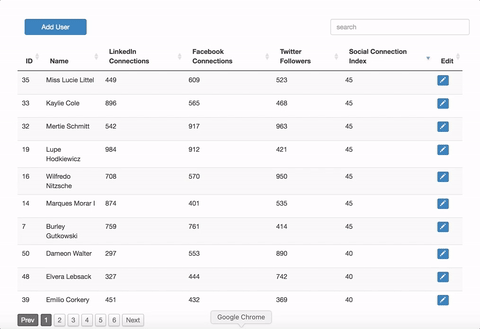 Add User
search
ID Name LinkedIn Connections Facebook Connections Twitter Followers Social Connection Index Edit
35 Miss Lucie Littel 449 609 523 45
33 Kaylie Cole 896 565 468 45
32 Mertie Schmitt 542 917 963 45
19 Lupe Hodkiewicz 984 912 421 45
16 Wilfredo Nitzsche 708 570 950 45
14 Marques Morar I 874 401 535 45
7 Burley Gutkowski 759 761 414 45
50 Dameon Walter 297 553 890 40
48 Elvera Lebsack 327 444 742 40
39 Emilio Corkery 451 432 369 40
Prev 1 2 3 4 5 6 Next
Google Chrome